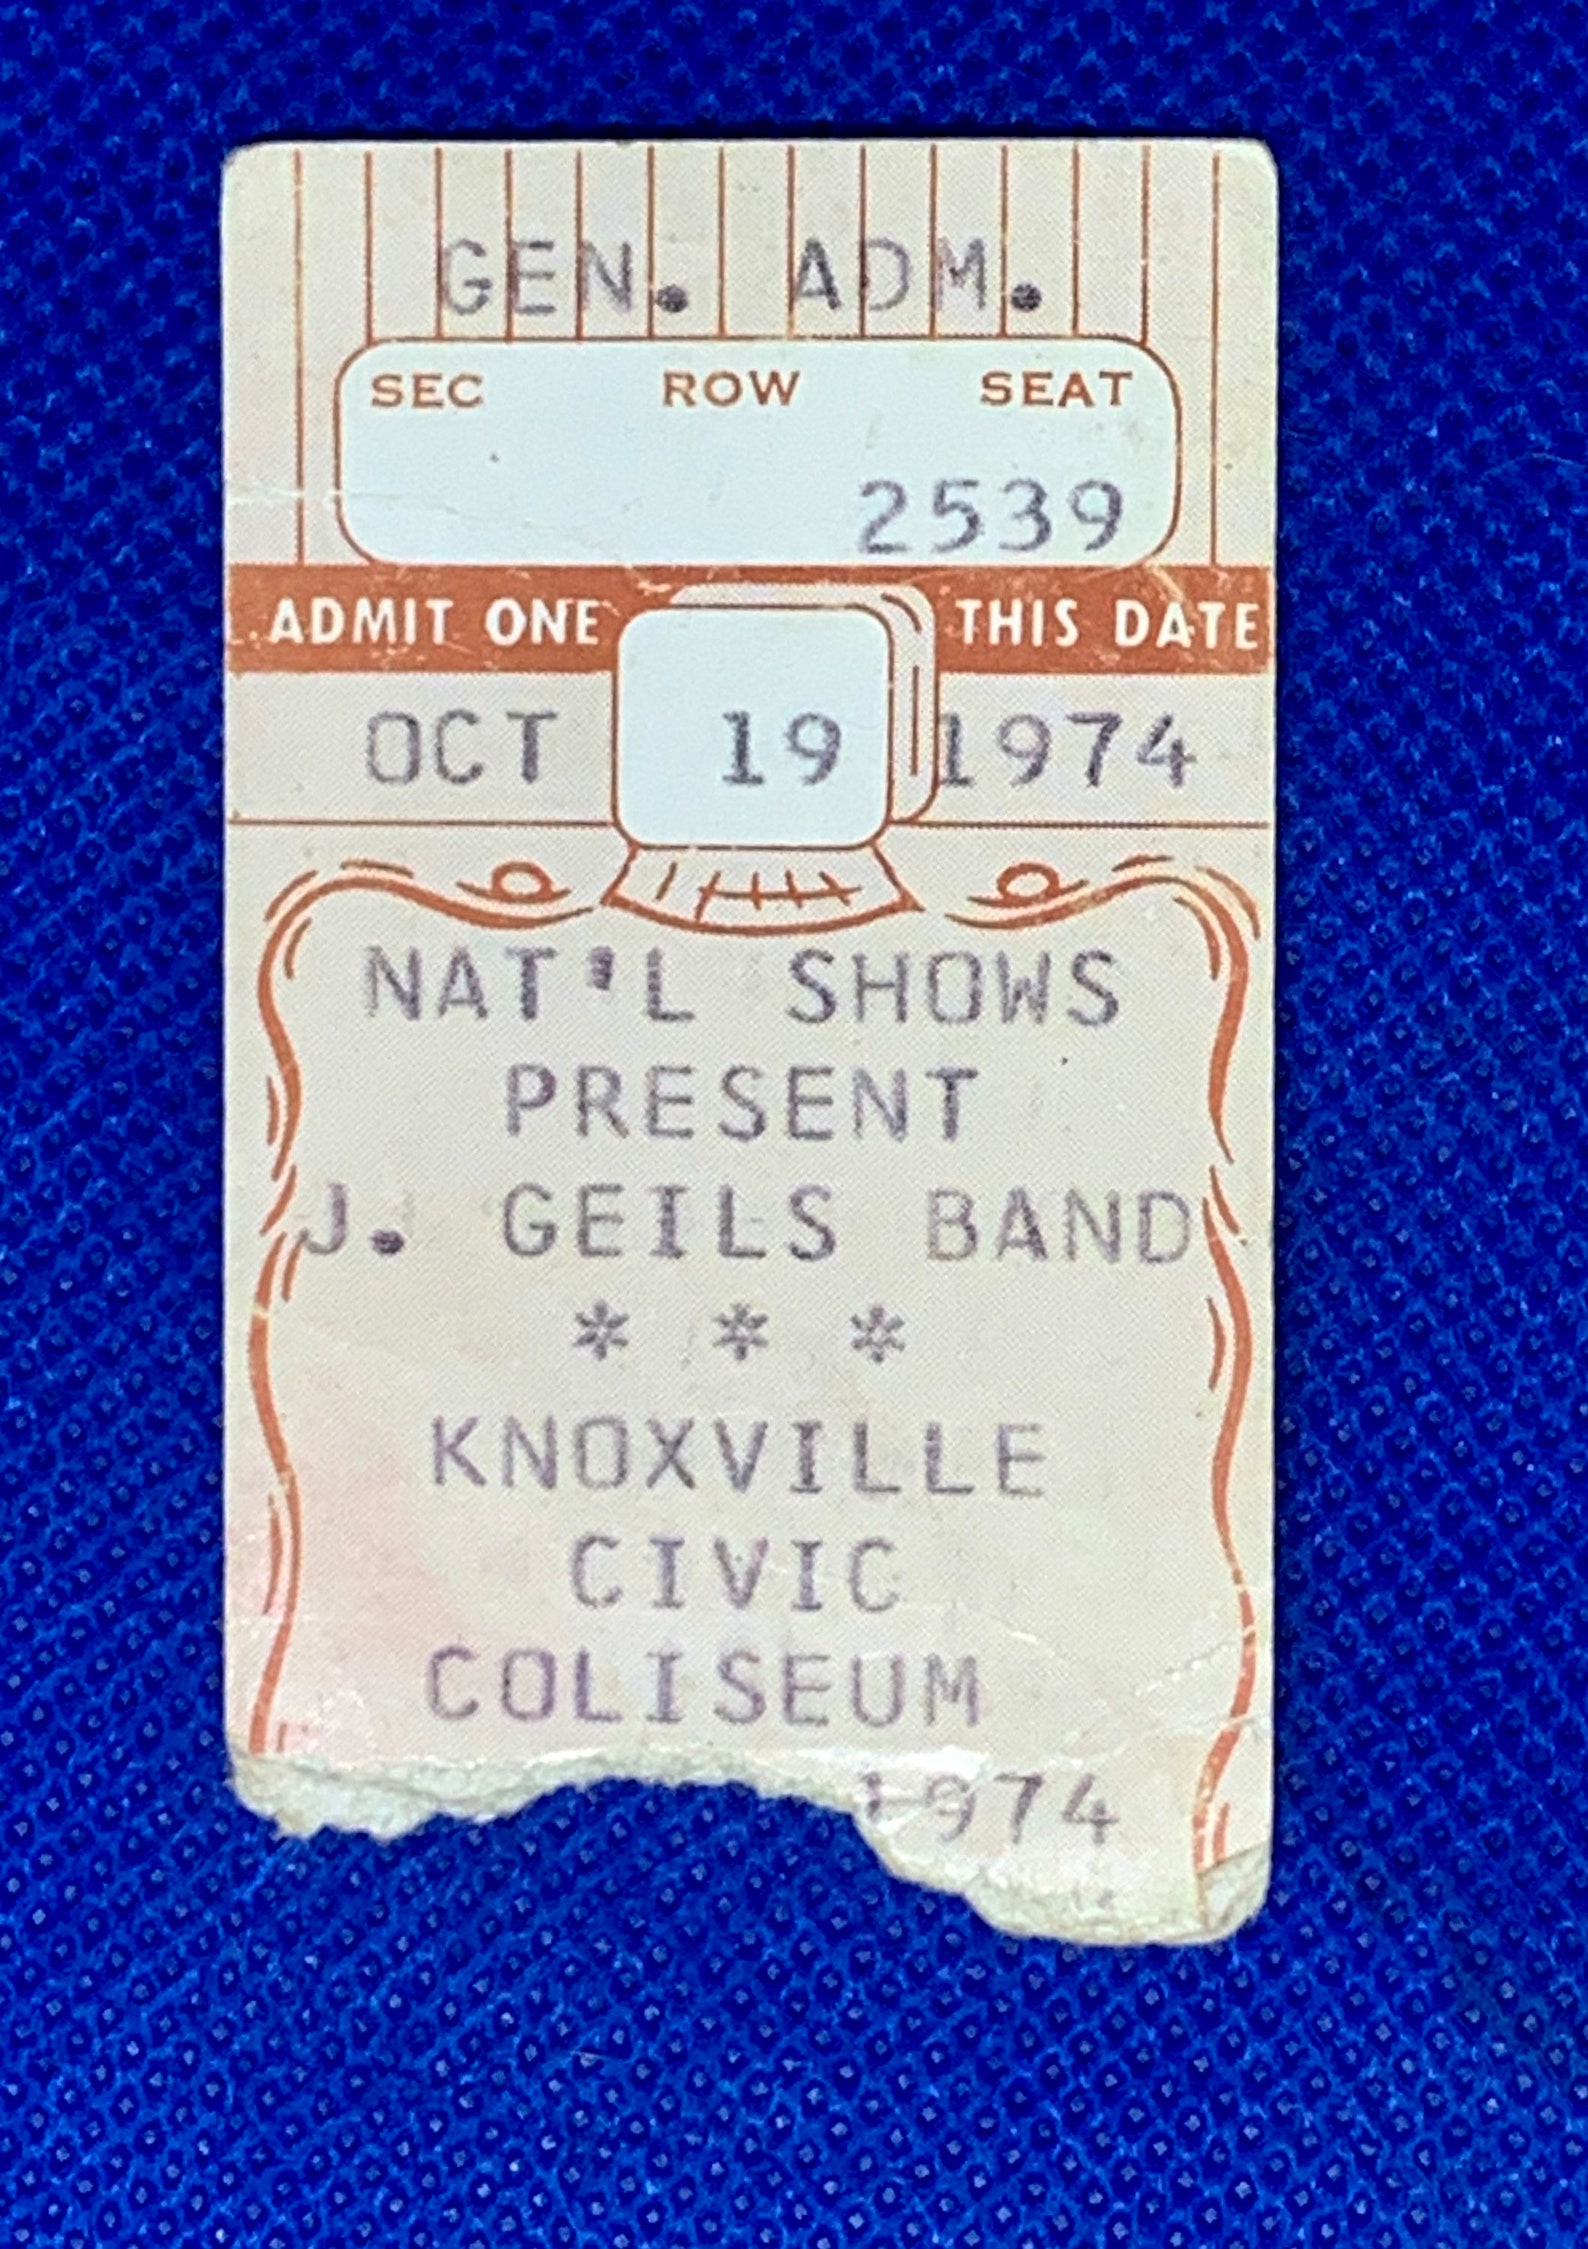 GEN. ADM.
SEC ROW SEAT
2539
ADMIT ONE THIS DATE
OCT 19 1974
NAT'L SHOWS
PRESENT
J. GEILS BAND
* * *
KNOXVILLE
CIVIC
COLISEUM
1974